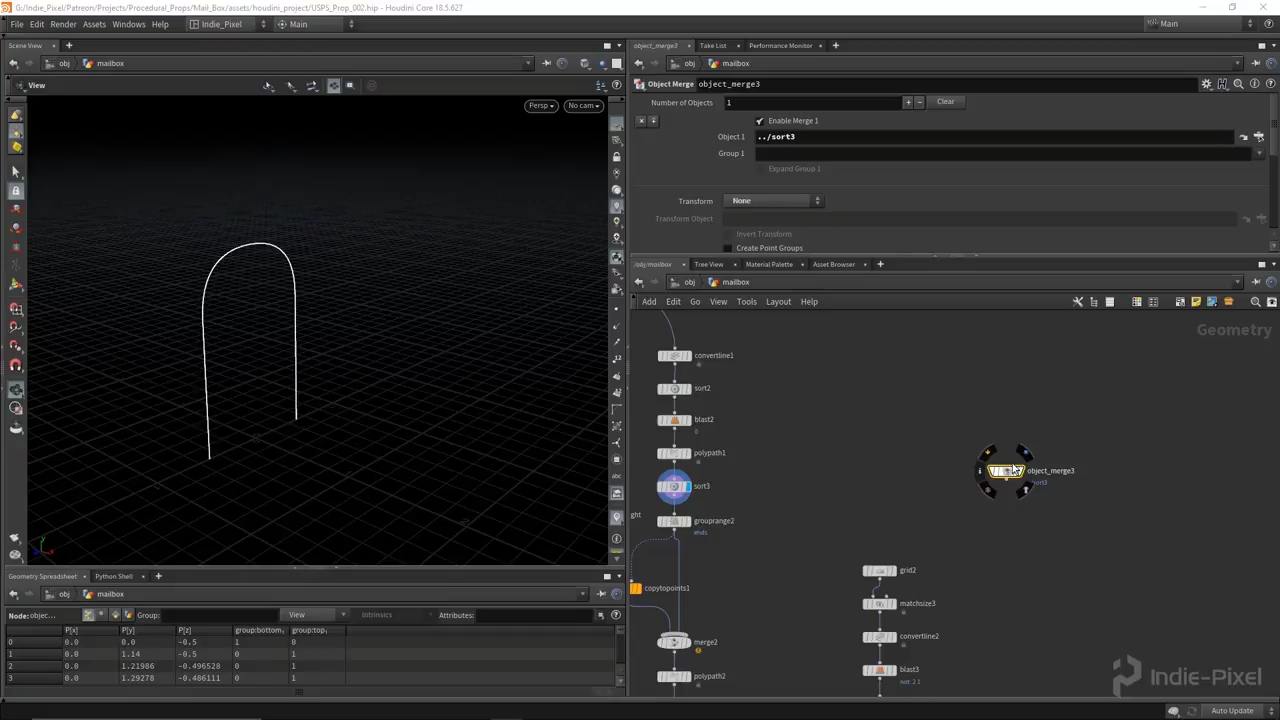 D:/Indie_Pixel/Patreon/Projects/Procedural_Props/Mail_Box/assets/houdini_project/USPS_Prop_002.hip - Houdini Core 18.5.627
File Edit Render Assets Windows Help Indie_Pixel Main Main
Scene View
obj mailbox
View
Persp No cam
object_merge3 Take List Performance Monitor
obj mailbox
Object Merge object_merge3
Number of Objects 1 Clear
Enable Merge 1
Object 1 ../sort3
Group 1
Expand Group 1
Transform None
Transform Object
Invert Transform
Create Point Groups
/obj/mailbox Tree View Material Palette Asset Browser
obj mailbox
Add Edit Go View Tools Layout Help
Geometry
convertline1
sort2
blast2
polypath1
sort3
grouprange2
ends
ght
copytopoints1
merge2
polypath2
object_merge3
sort3
grid2
matchsize3
convertline2
blast3
not: 2 1
Indie-Pixel
Geometry Spreadsheet Python Shell
obj mailbox
Node: objec... Group: View Intrinsics Attributes:
P[x] P[y] P[z] group:bottom, group:top,
0 0.0 0.0 -0.5 0 0
1 0.0 1.14 -0.5 0 1
2 0.0 1.21986 -0.496528 0 1
3 0.0 1.29278 -0.486111 0 1
Auto Update